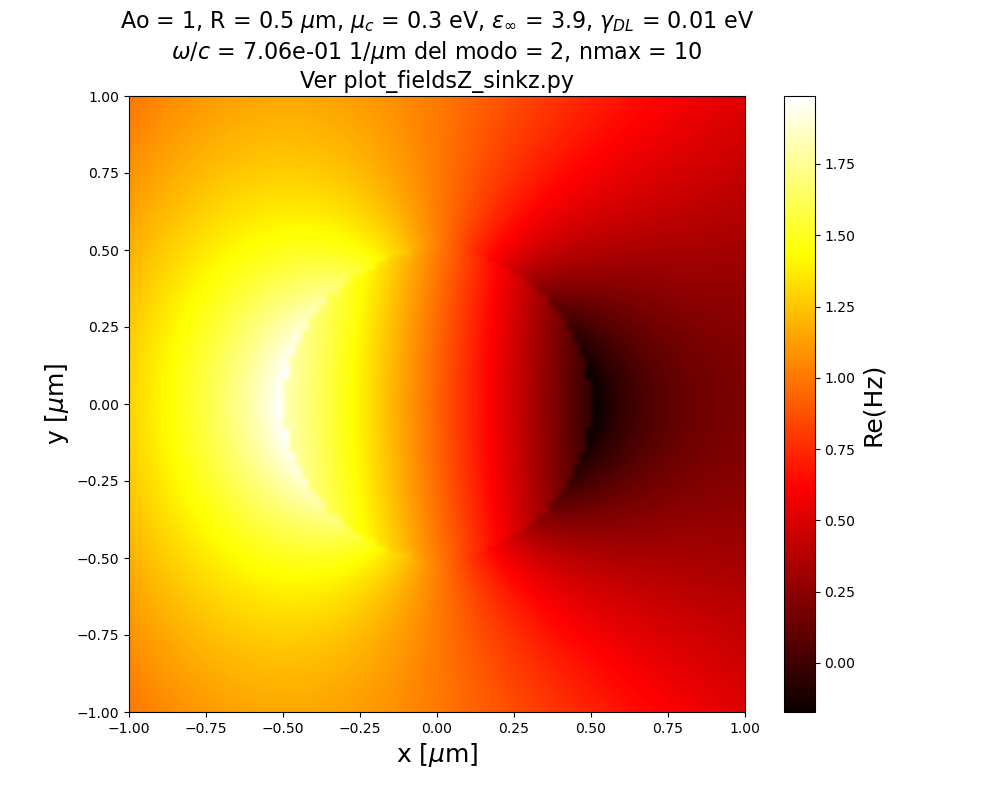 Ao = 1, R = 0.5 μm, μ_c = 0.3 eV, ε_∞ = 3.9, γ_DL = 0.01 eV
ω/c = 7.06e-01 1/μm del modo = 2, nmax = 10
Ver plot_fieldsZ_sinkz.py
1.00
0.75
0.50
0.25
0.00
−0.25
−0.50
−0.75
−1.00
y [μm]
−1.00 −0.75 −0.50 −0.25 0.00 0.25 0.50 0.75 1.00
x [μm]
1.75
1.50
1.25
1.00
0.75
0.50
0.25
0.00
Re(Hz)